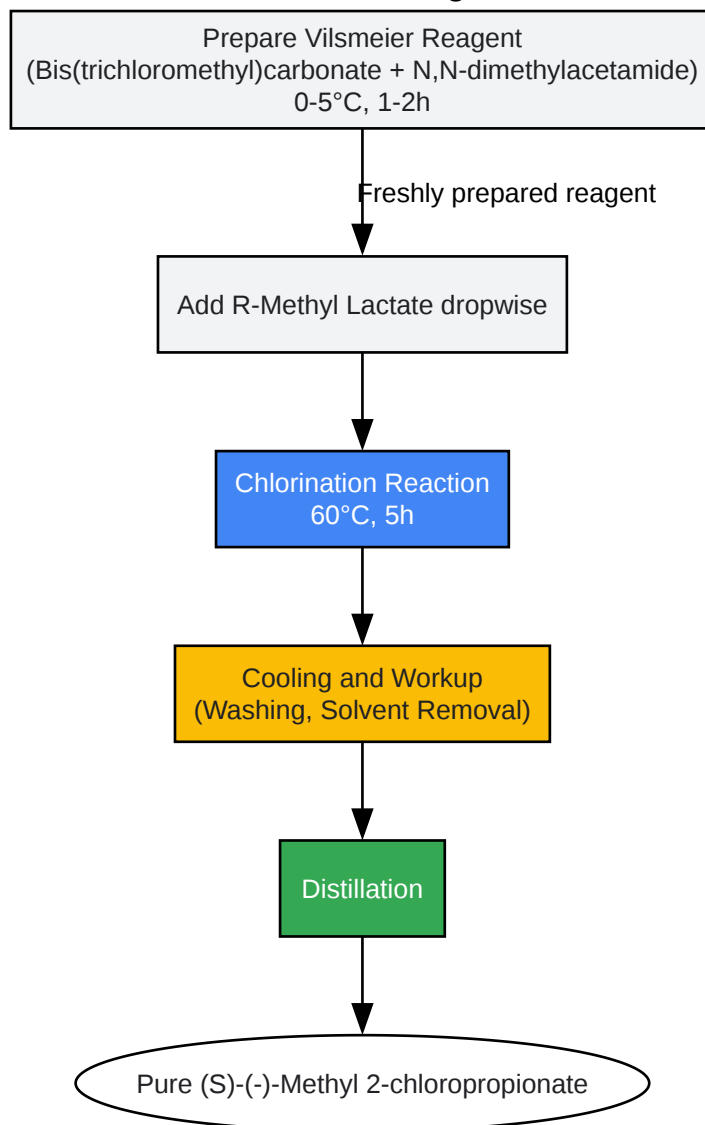 Prepare Vilsmeier Reagent
(Bis(trichloromethyl)carbonate + N,N-dimethylacetamide)
0-5°C, 1-2h
Freshly prepared reagent
Add R-Methyl Lactate dropwise
Chlorination Reaction
60°C, 5h
Cooling and Workup
(Washing, Solvent Removal)
Distillation
Pure (S)-(-)-Methyl 2-chloropropionate